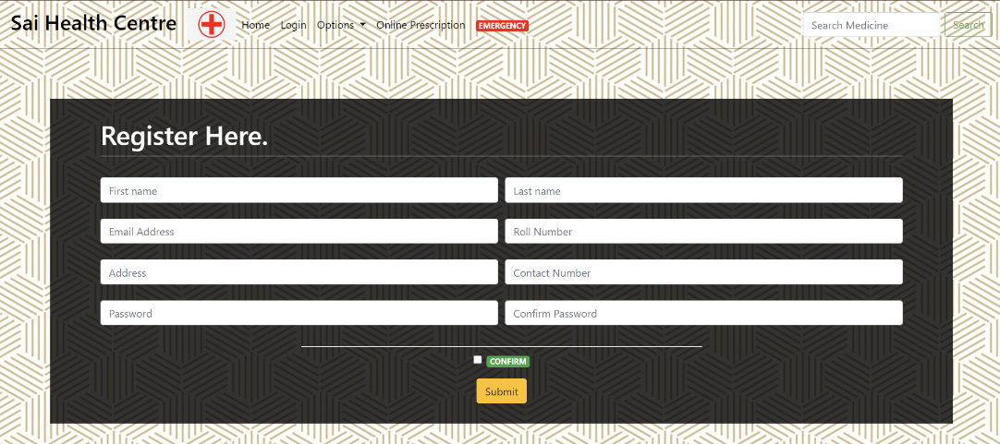 Sai Health Centre Home Login Options Online Prescription EMERGENCY Search Medicine Search
Register Here.
First name Last name
Email Address Roll Number
Address Contact Number
Password Confirm Password
CONFIRM
Submit